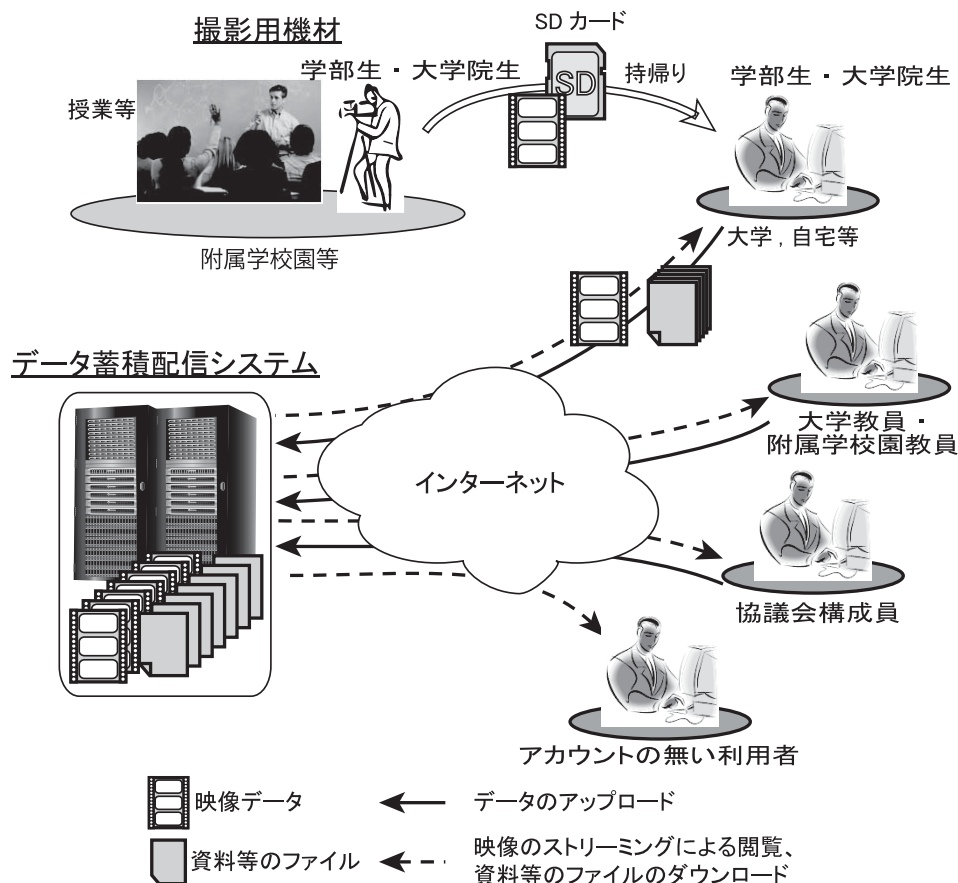 撮影用機材
SD カード
学部生・大学院生
SD
持帰り
学部生・大学院生
授業等
附属学校園等
大学 , 自宅等
データ蓄積配信システム
大学教員・
附属学校園教員
インターネット
協議会構成員
アカウントの無い利用者
映像データ
データのアップロード
資料等のファイル
映像のストリーミングによる閲覧、
資料等のファイルのダウンロード